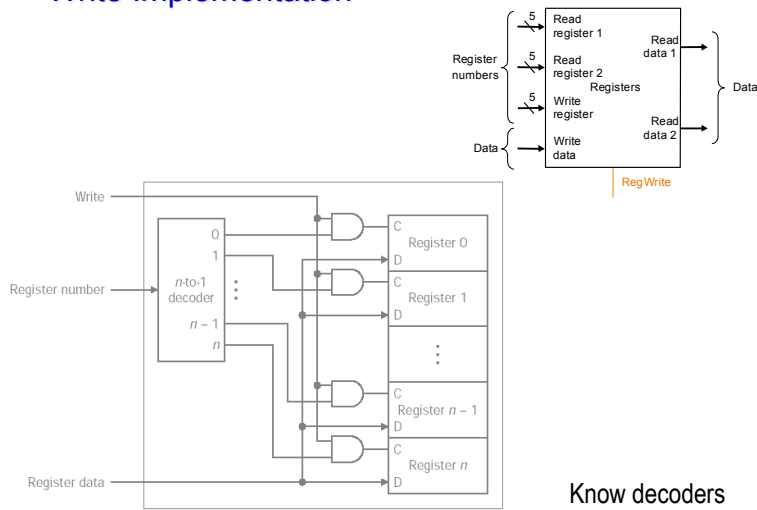 Write Implementation
5
Read
register 1
5
Read
register 2
5
Write
register
Write
data
Registers
Read
data 1
Read
data 2
Register
numbers
Data
Data
RegWrite
Write
Register number
Register data
n-to-1
decoder
0
1
⋮
n – 1
n
C
Register 0
D
C
Register 1
D
⋮
C
Register n – 1
D
C
Register n
D
Know decoders